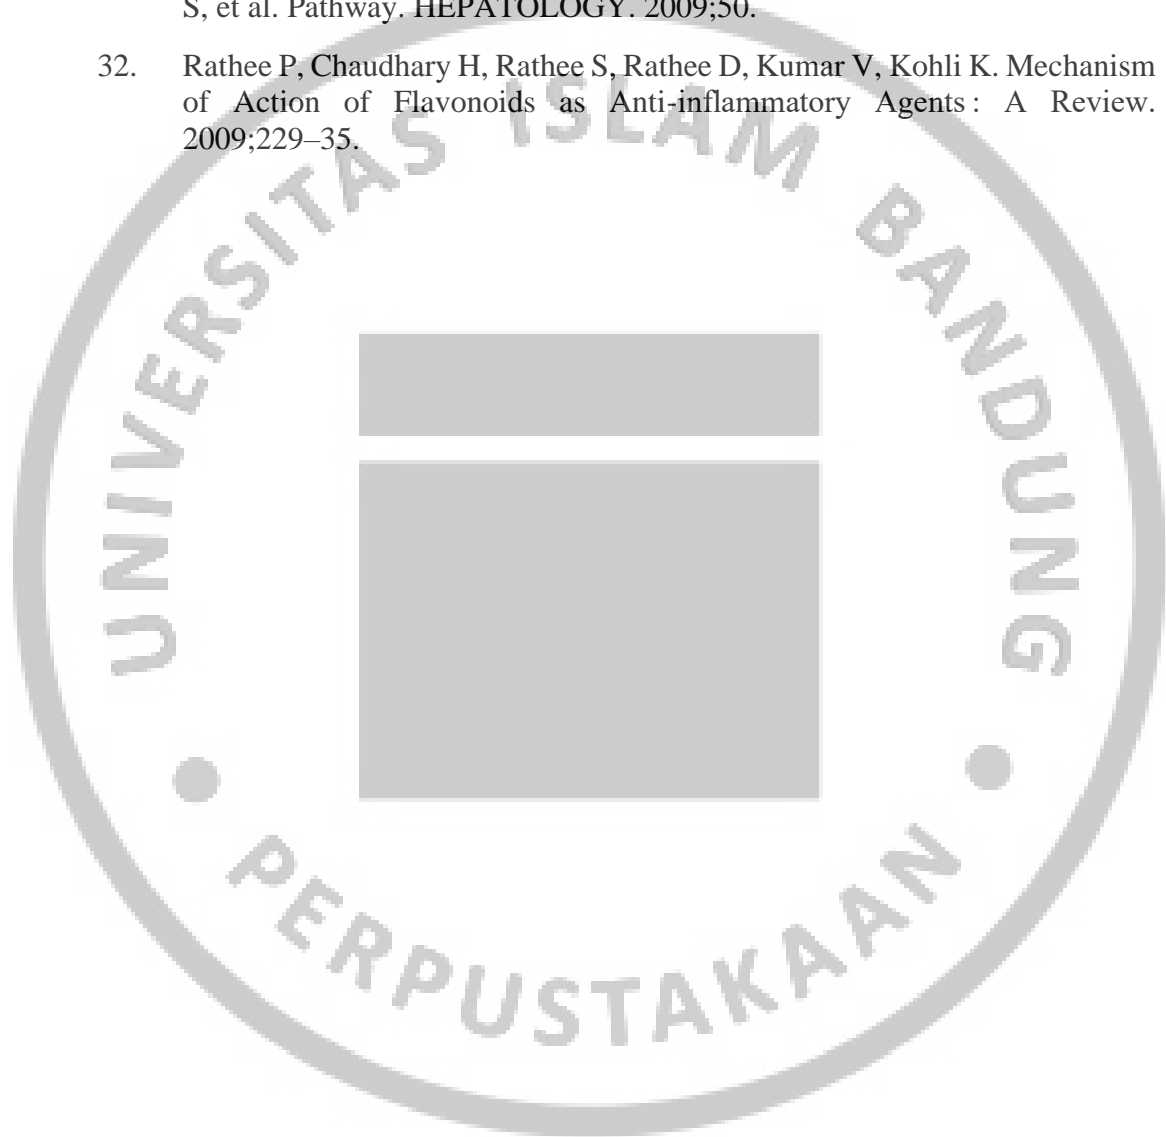 S, et al. Pathway. HEPATOLOGY. 2009;50.
32. Rathee P, Chaudhary H, Rathee S, Rathee D, Kumar V, Kohli K. Mechanism
of Action of Flavonoids as Anti-inflammatory Agents : A Review.
2009;229–35.
UNIVERSITAS ISLAM BANDUNG
• PERPUSTAKAAN •